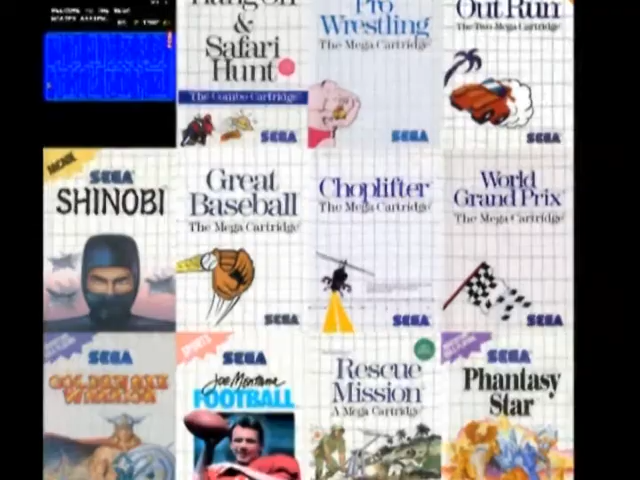 Hang On
&
Safari
Hunt
The Combo Cartridge
SEGA
Pro
Wrestling
The Mega Cartridge
SEGA
Out Run
The Two-Mega Cartridge
SEGA
ARCADE
SEGA
SHINOBI
Great
Baseball
The Mega Cartridge
SEGA
Choplifter
The Mega Cartridge
SEGA
World
Grand Prix
The Mega Cartridge
SEGA
SEGA
GOLDEN AXE
WARRIOR
SPORTS
SEGA
Joe Montana
FOOTBALL
Rescue
Mission
A Mega Cartridge
SEGA
Phantasy
Star